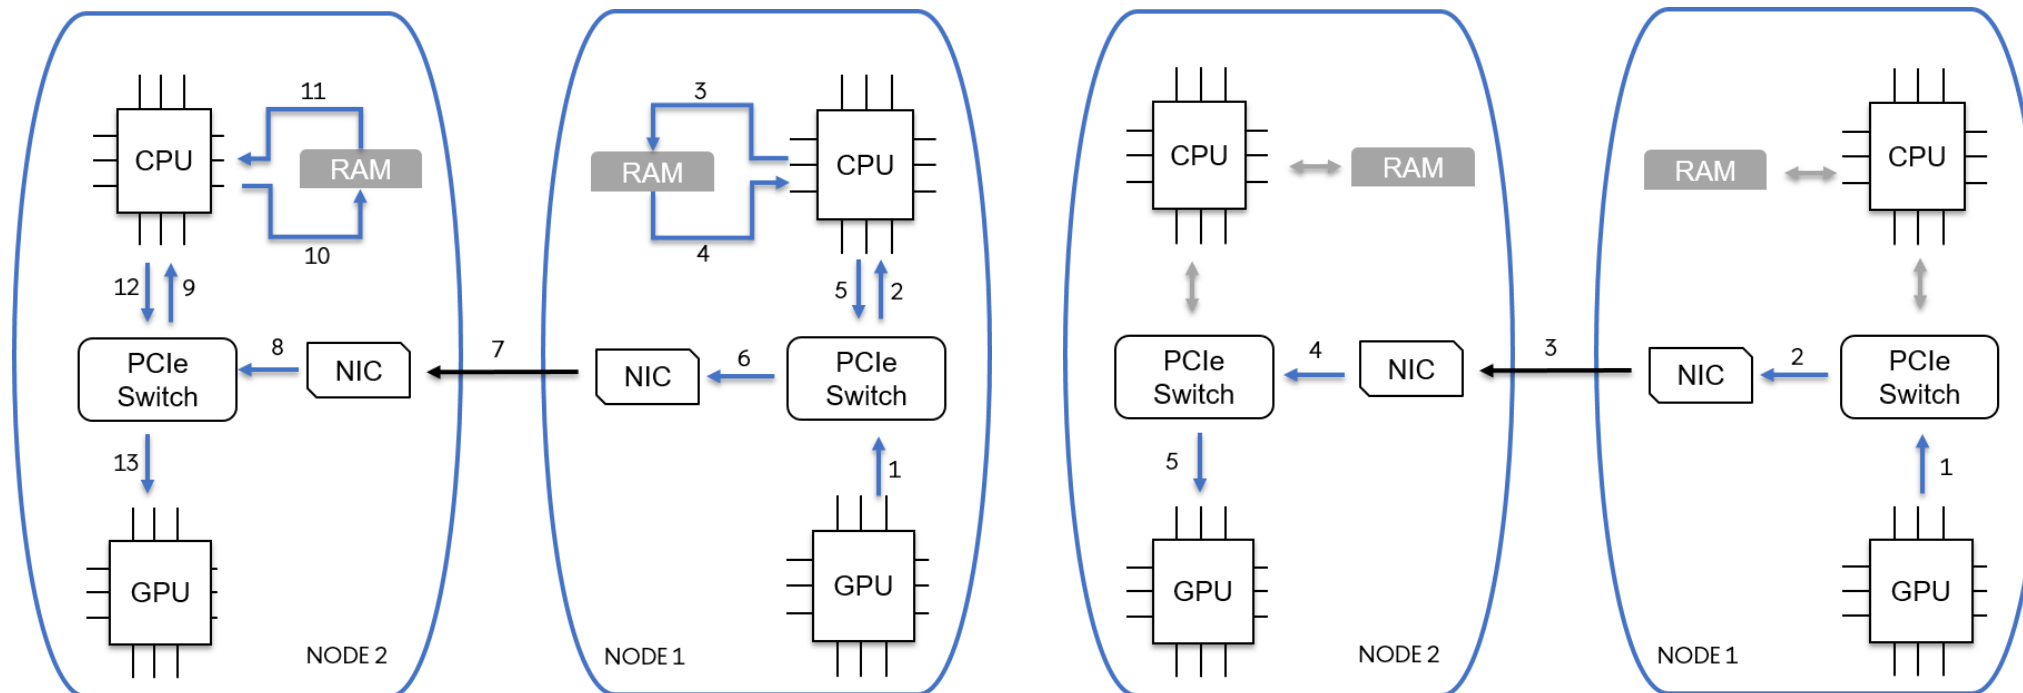 11
CPU
RAM
10
12
9
PCIe
Switch
8
NIC
13
GPU
NODE 2
7
3
RAM
CPU
4
5
2
NIC
6
PCIe
Switch
1
GPU
NODE 1
CPU
RAM
PCIe
Switch
4
NIC
5
GPU
NODE 2
3
RAM
CPU
NIC
2
PCIe
Switch
1
GPU
NODE 1